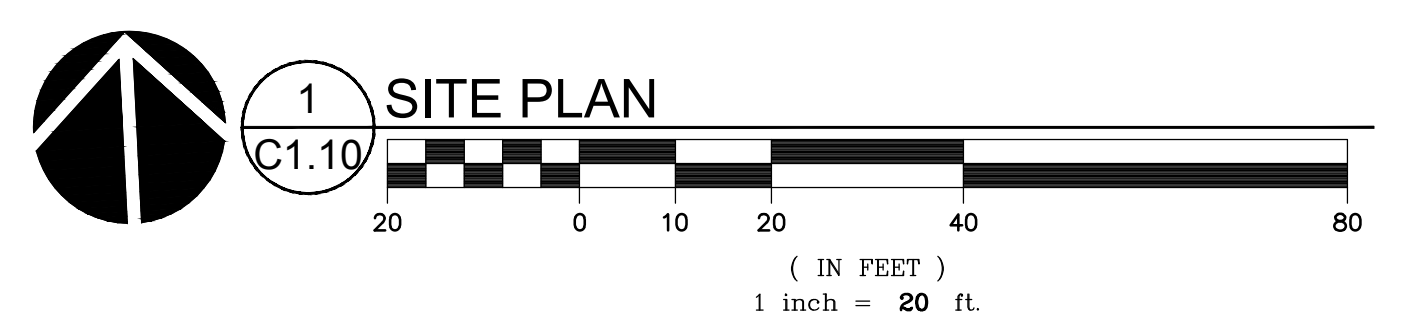 1
C1.10
SITE PLAN
20 0 10 20 40 80
( IN FEET )
1 inch = 20 ft.